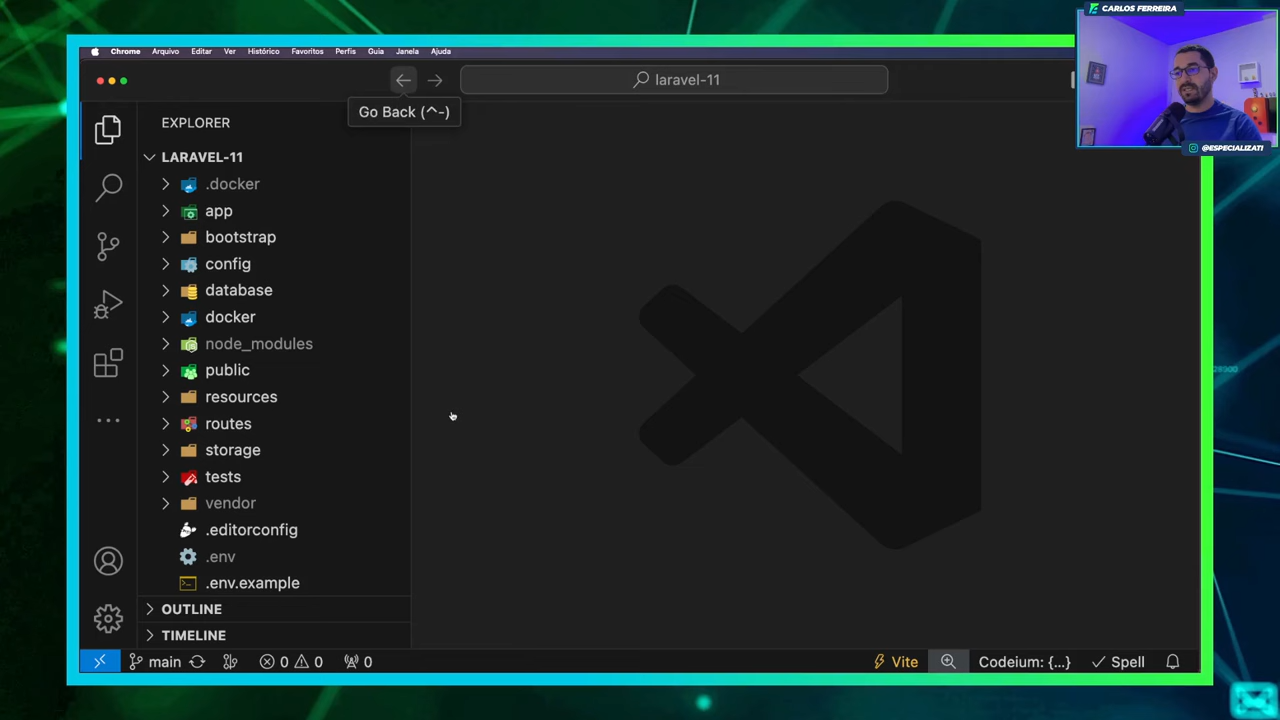 CARLOS FERREIRA
Chrome Arquivo Editar Ver Histórico Favoritos Perfis Guia Janela Ajuda
laravel-11
Go Back (^-)
@ESPECIALIZATI
EXPLORER
LARAVEL-11
.docker
app
bootstrap
config
database
docker
node_modules
public
resources
routes
storage
tests
vendor
.editorconfig
.env
.env.example
OUTLINE
TIMELINE
main 0 0 0 Vite Codeium: {...} Spell